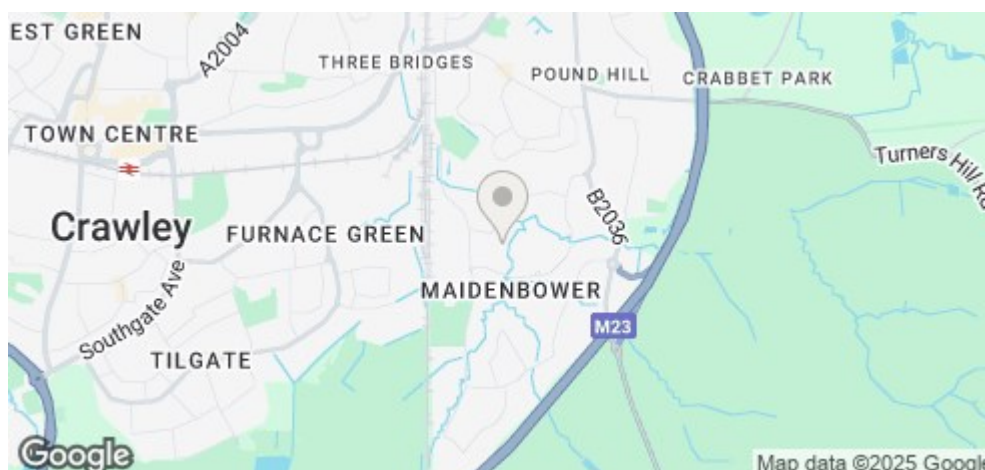 EST GREEN
A2004
THREE BRIDGES
POUND HILL
CRABBET PARK
TOWN CENTRE
Turners Hill Ro
Crawley
FURNACE GREEN
B2036
Southgate Ave
MAIDENBOWER
M23
TILGATE
Google
Map data ©2025 Google